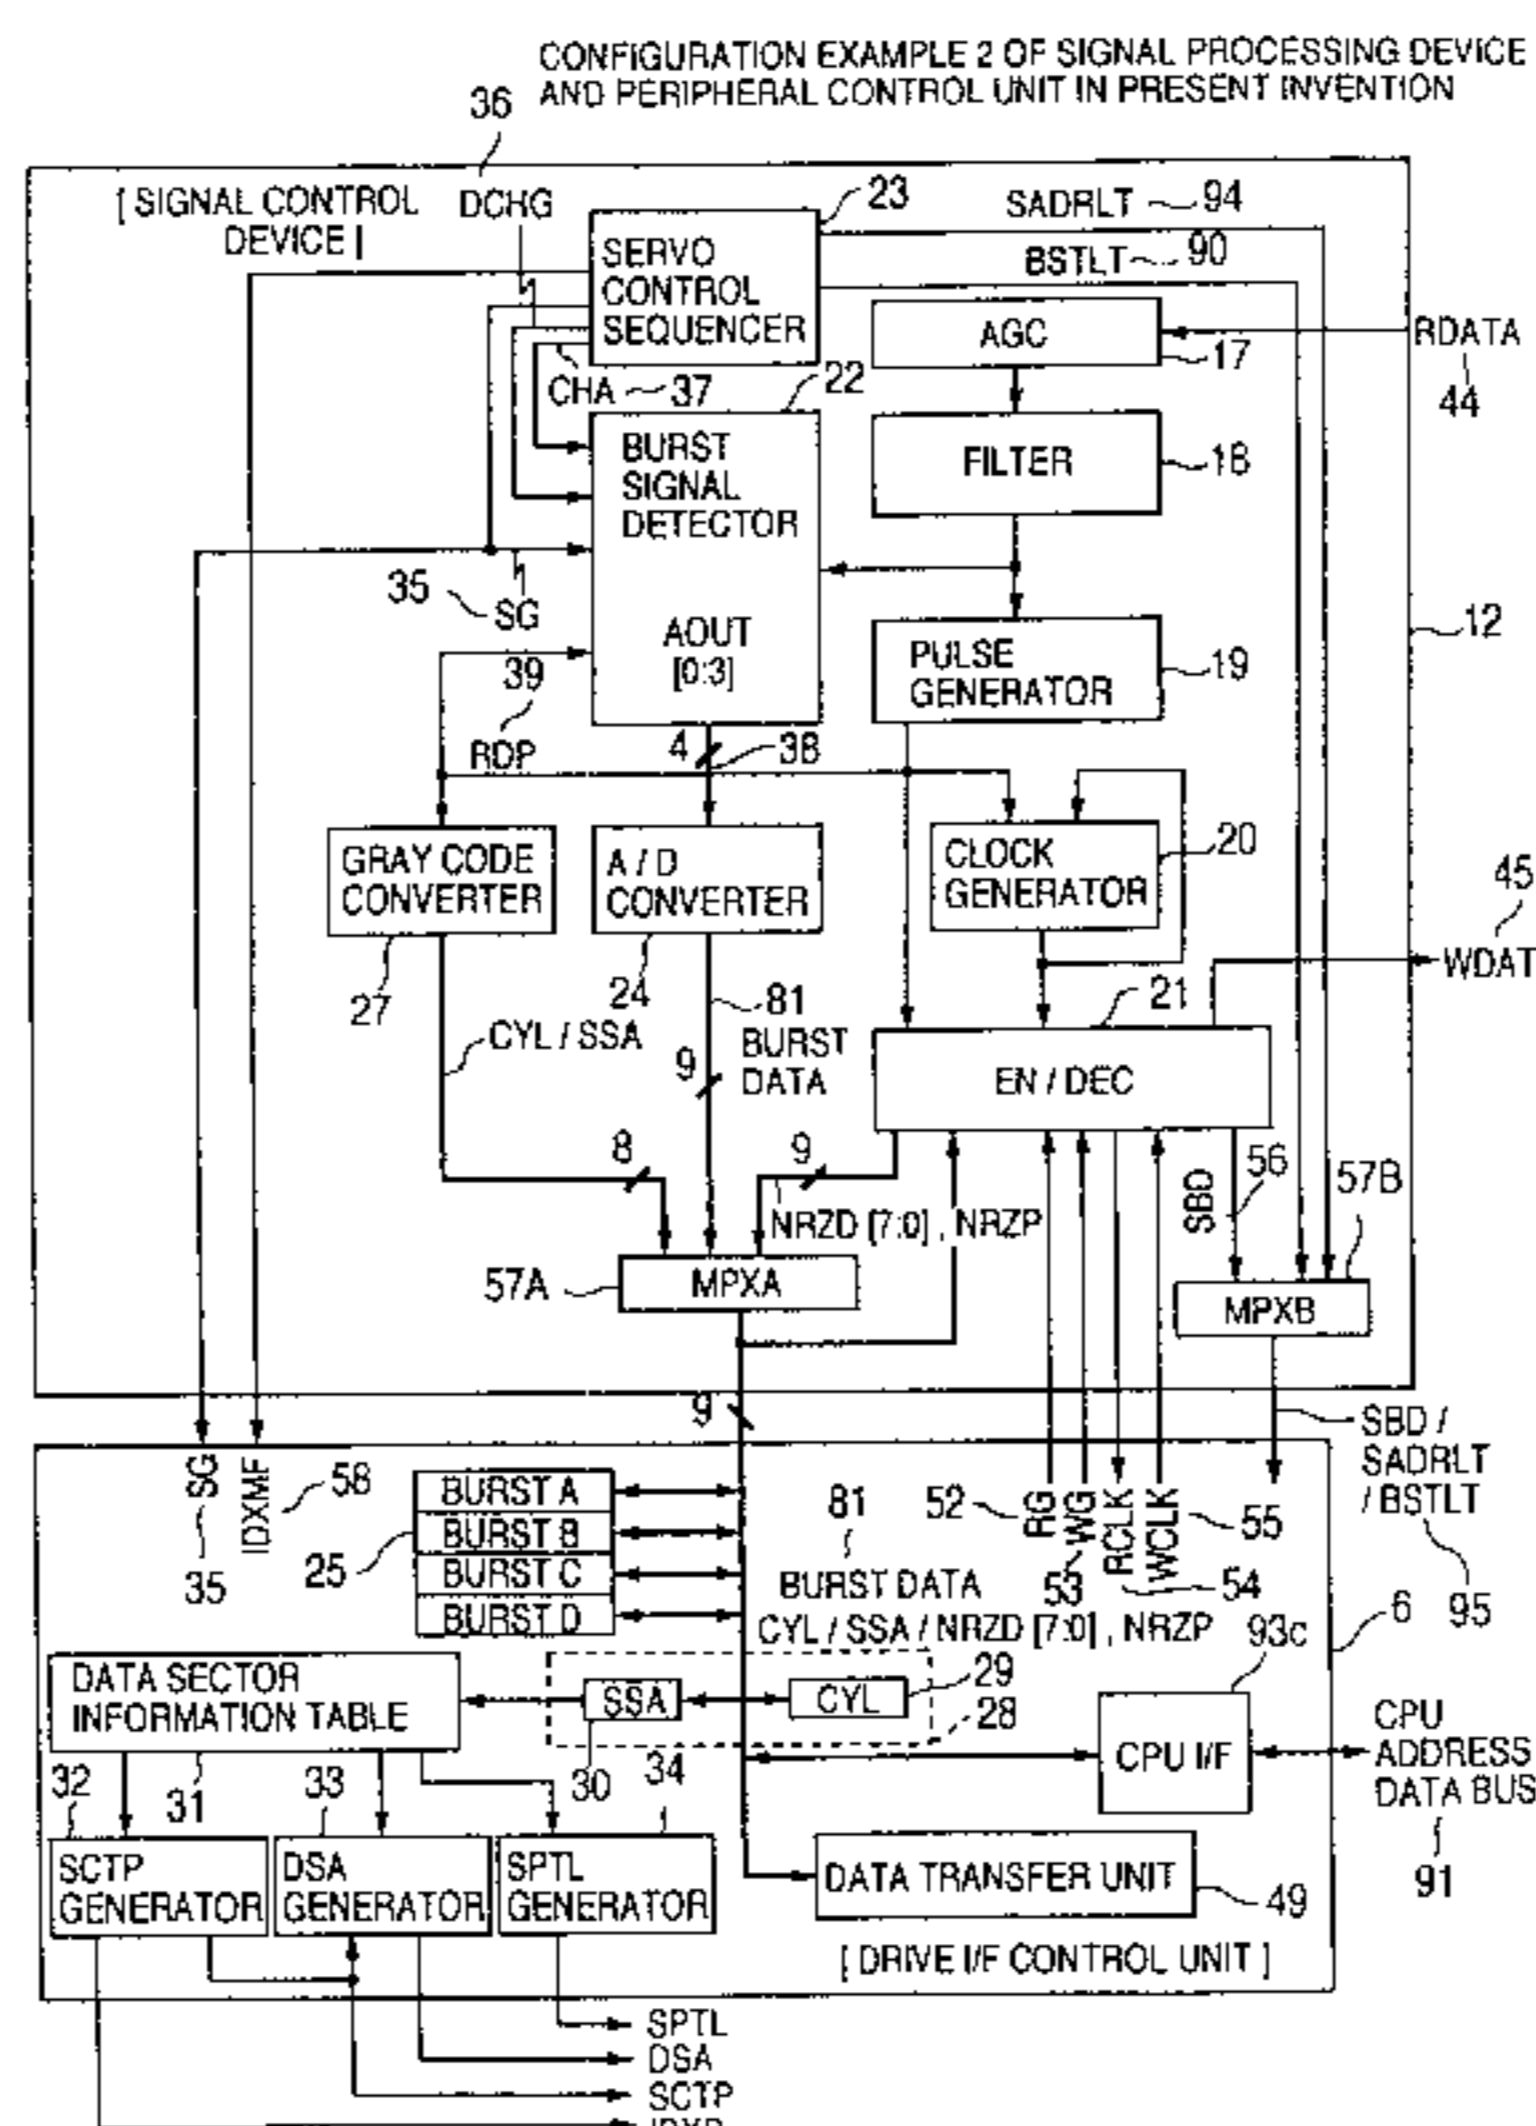 CONFIGURATION EXAMPLE 2 OF SIGNAL PROCESSING DEVICE
AND PERIPHERAL CONTROL UNIT IN PRESENT INVENTION
36
[ SIGNAL CONTROL
DEVICE ]
DCHG
23
SADRLT
94
BSTLT
90
SERVO
CONTROL
SEQUENCER
AGC
17
RDATA
44
CHA
37
22
BURST
SIGNAL
DETECTOR
FILTER
18
35
SG
AOUT
[0:3]
12
PULSE
GENERATOR
19
39
RDP
4
38
GRAY CODE
CONVERTER
27
A / D
CONVERTER
24
CLOCK
GENERATOR
20
45
WDAT
21
81
BURST
DATA
CYL / SSA
9
EN / DEC
8
9
NRZD [7:0] , NRZP
SBD
56
57B
57A
MPXA
MPXB
9
SBD /
SADRLT
/ BSTLT
95
SG
35
IDXMF
58
25
BURST A
BURST B
BURST C
BURST D
81
BURST DATA
CYL / SSA / NRZD [7:0] , NRZP
52
RG
WG
53
RCLK
54
WCLK
55
6
93c
DATA SECTOR
INFORMATION TABLE
31
SSA
30
CYL
29
28
CPU I/F
CPU
ADDRESS
DATA BUS
91
32
33
34
SCTP
GENERATOR
DSA
GENERATOR
SPTL
GENERATOR
DATA TRANSFER UNIT
49
[ DRIVE I/F CONTROL UNIT ]
SPTL
DSA
SCTP